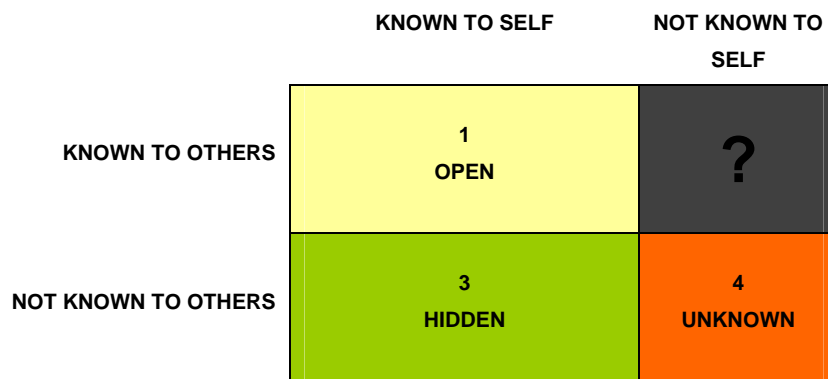 KNOWN TO SELF
NOT KNOWN TO
SELF
KNOWN TO OTHERS
1
OPEN
?
NOT KNOWN TO OTHERS
3
HIDDEN
4
UNKNOWN